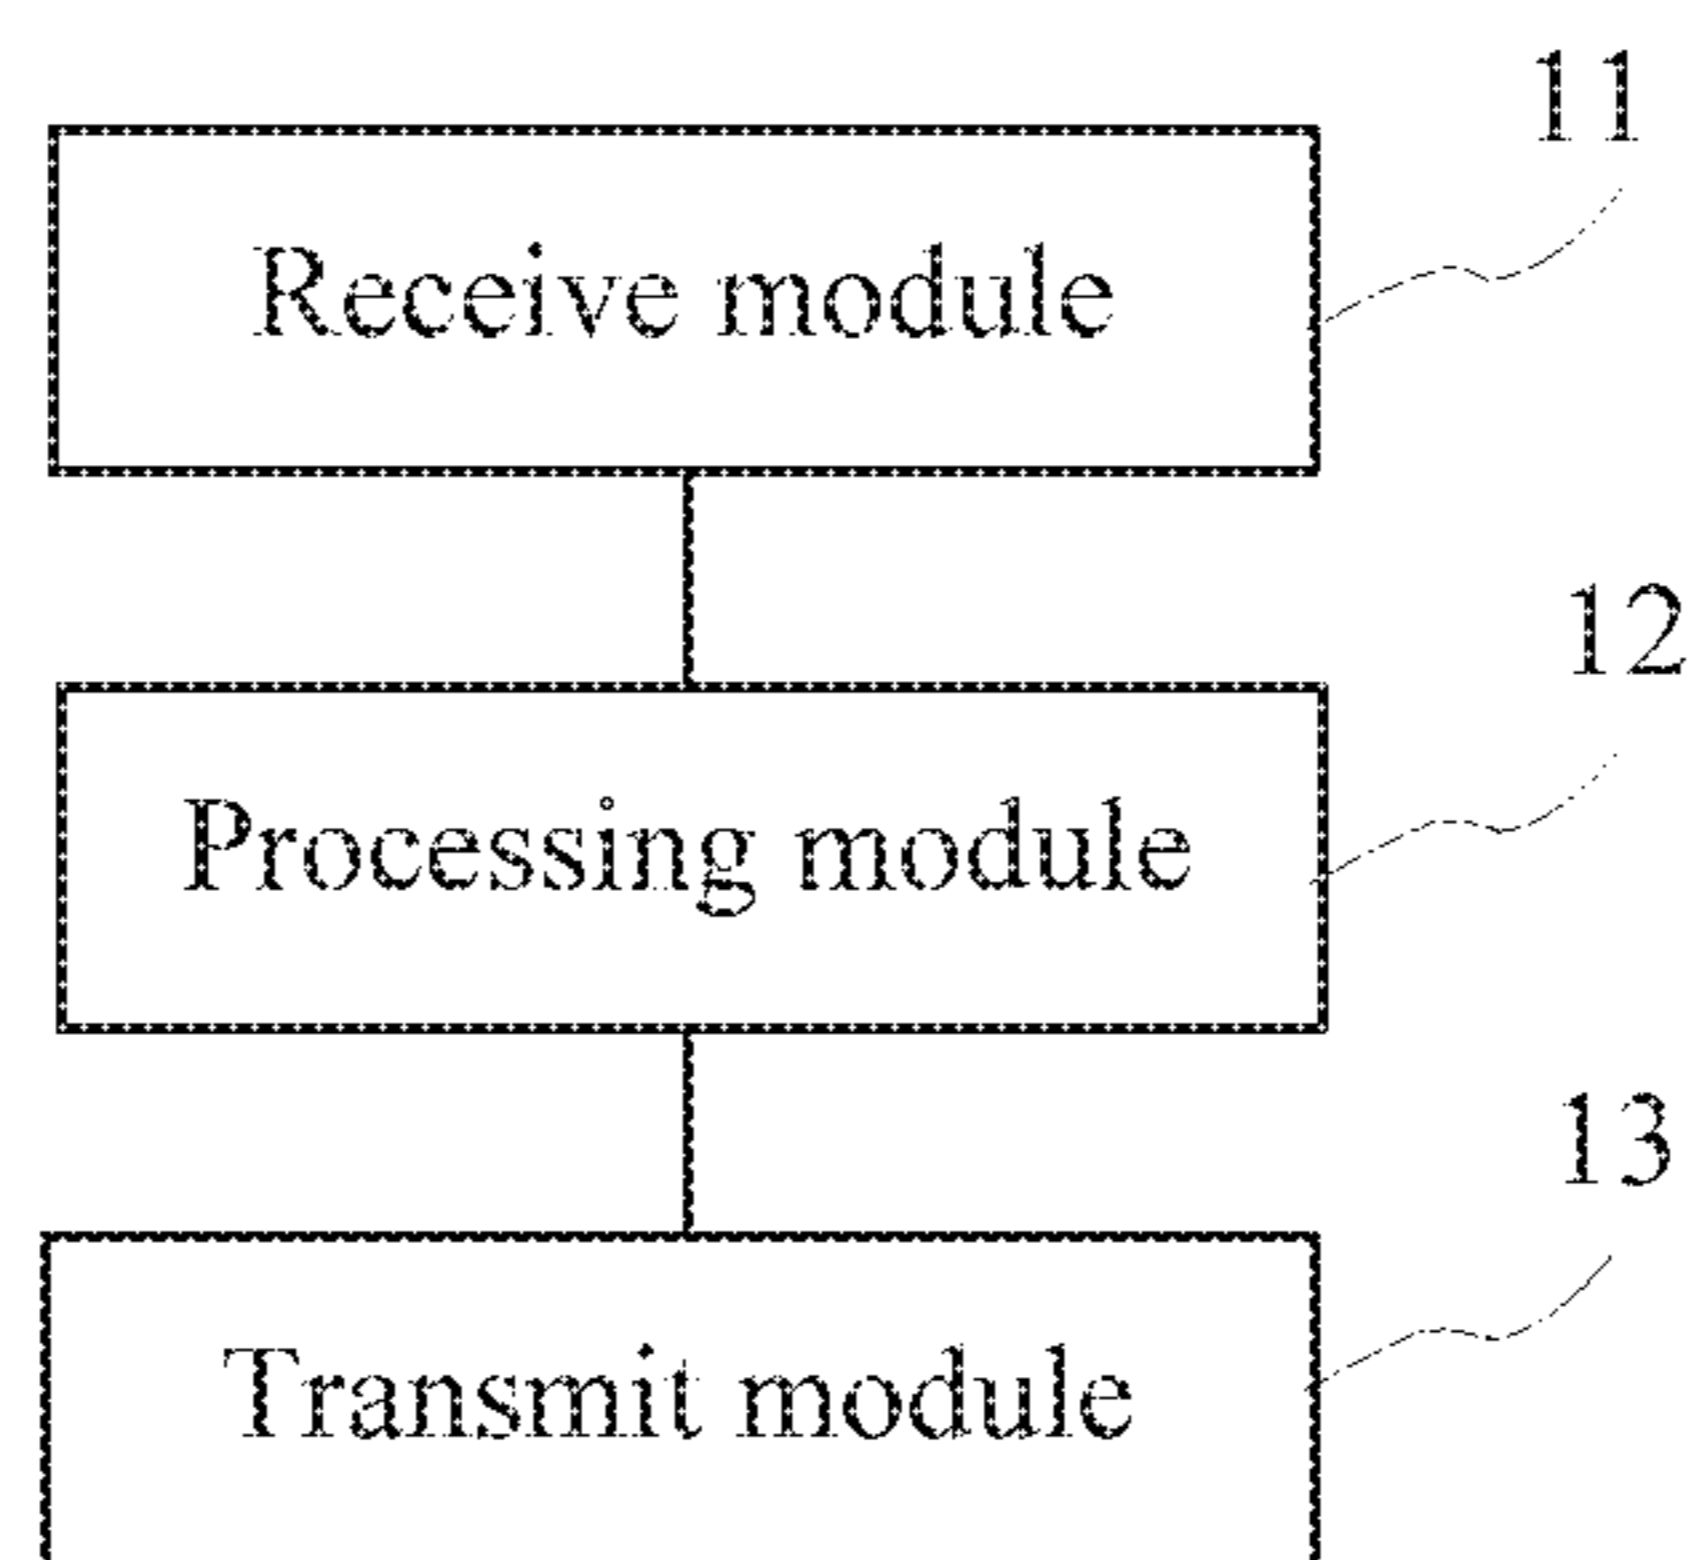 11
Receive module
12
Processing module
13
Transmit module